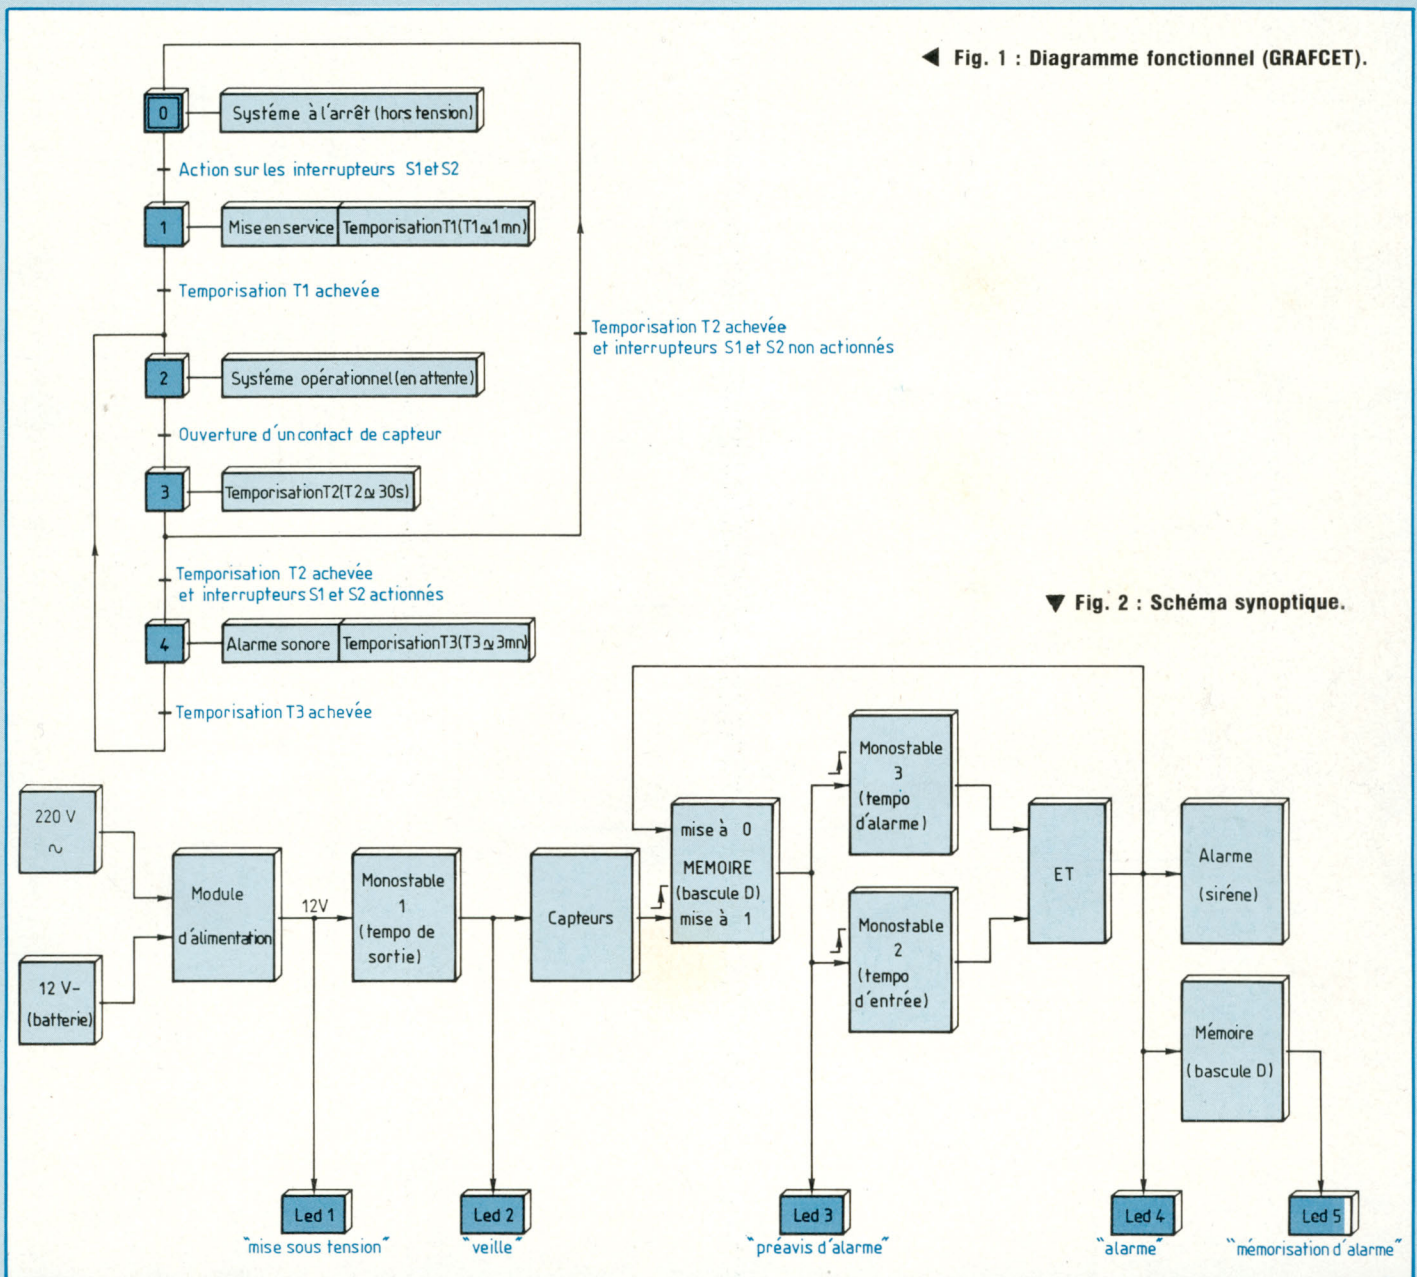 ◀ Fig. 1 : Diagramme fonctionnel (GRAFCET).
0
Systéme à l'arrêt (hors tension)
Action sur les interrupteurs S1 et S2
1
Mise en service
Temporisation T1 (T1 ≃ 1 mn)
Temporisation T1 achevée
Temporisation T2 achevée
et interrupteurs S1 et S2 non actionnés
2
Systéme opérationnel (en attente)
Ouverture d'un contact de capteur
3
Temporisation T2 (T2 ≃ 30s)
Temporisation T2 achevée
et interrupteurs S1 et S2 actionnés
4
Alarme sonore
Temporisation T3 (T3 ≃ 3mn)
Temporisation T3 achevée
▼ Fig. 2 : Schéma synoptique.
220 V
~
12 V-
(batterie)
Module
d'álimentation
12V
Monostable
1
(tempo de
sortie)
Capteurs
mise à 0
MEMOIRE
(bascule D)
mise à 1
Monostable
3
(tempo
d'alarme)
Monostable
2
(tempo
d'entrée)
ET
Alarme
(siréne)
Mémoire
(bascule D)
Led 1
"mise sous tension"
Led 2
"veille"
Led 3
"préavis d'alarme"
Led 4
"alarme"
Led 5
"mémorisation d'alarme"